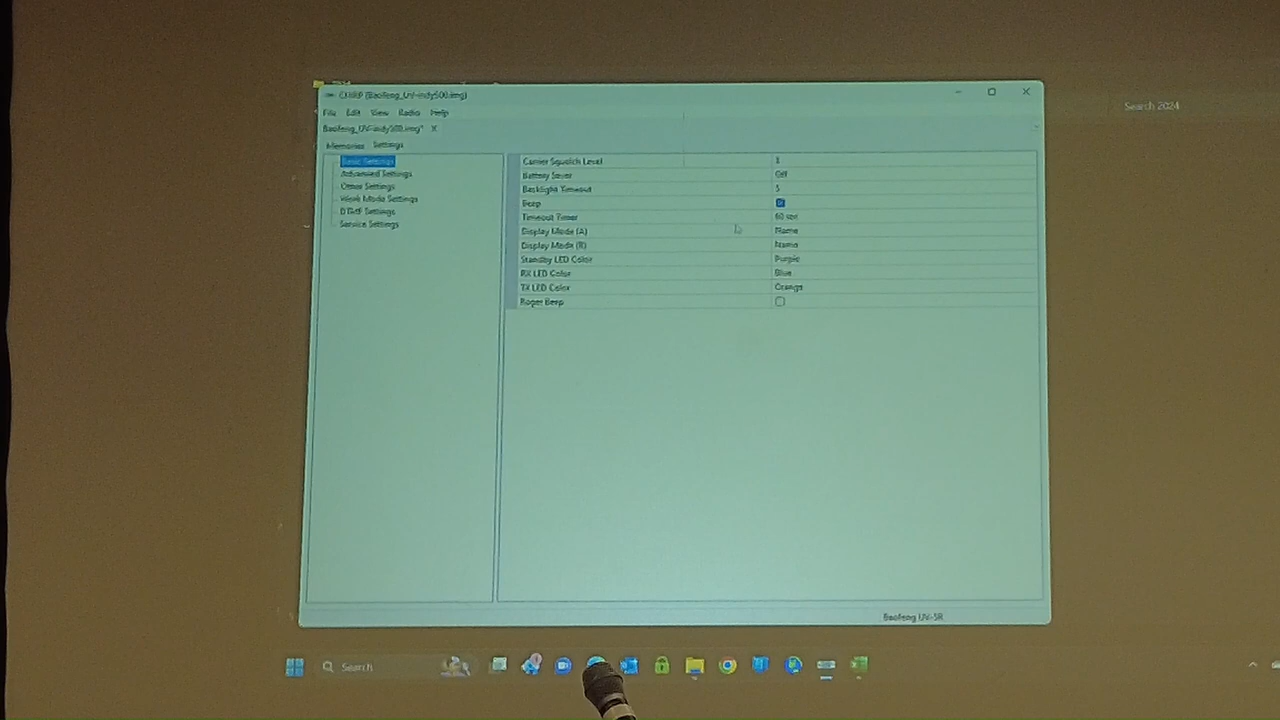 CHIRP (Baofeng_UV-indy500.img)
File Edit View Radio Help
Baofeng_UV-indy500.img* X
Memories Settings
Basic Settings
Advanced Settings
Other Settings
Work Mode Settings
DTMF Settings
Service Settings
Carrier Squelch Level
Battery Saver Off
Backlight Timeout 5
Beep
Timeout Timer 60 sec
Display Mode (A) Name
Display Mode (B) Name
Standby LED Color Purple
RX LED Color Blue
TX LED Color Orange
Roger Beep
Baofeng UV-5R
Search 2024
Search